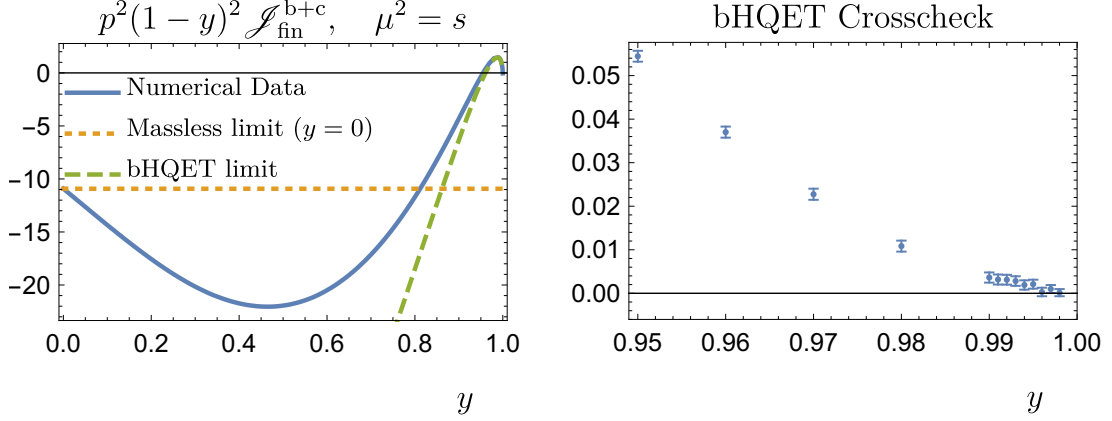 p²(1 − y)² 𝒥_fin^{b+c}, μ² = s
0
Numerical Data
−5
Massless limit (y = 0)
bHQET limit
−10
−15
−20
0.0 0.2 0.4 0.6 0.8 1.0
y
bHQET Crosscheck
0.05
0.04
0.03
0.02
0.01
0.00
0.95 0.96 0.97 0.98 0.99 1.00
y